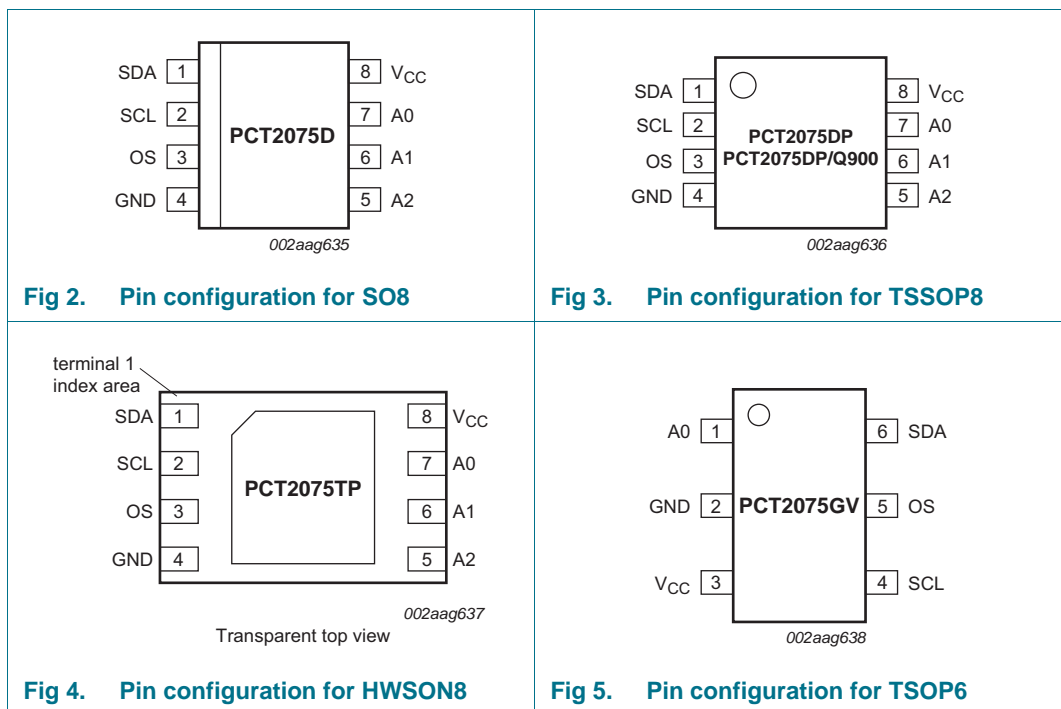 SDA 1
SCL 2
OS 3
GND 4
PCT2075D
8 VCC
7 A0
6 A1
5 A2
002aag635
Fig 2. Pin configuration for SO8
SDA 1
SCL 2
OS 3
GND 4
PCT2075DP
PCT2075DP/Q900
8 VCC
7 A0
6 A1
5 A2
002aag636
Fig 3. Pin configuration for TSSOP8
terminal 1
index area
SDA 1
SCL 2
OS 3
GND 4
PCT2075TP
8 VCC
7 A0
6 A1
5 A2
002aag637
Transparent top view
Fig 4. Pin configuration for HWSON8
A0 1
GND 2
VCC 3
PCT2075GV
6 SDA
5 OS
4 SCL
002aag638
Fig 5. Pin configuration for TSOP6